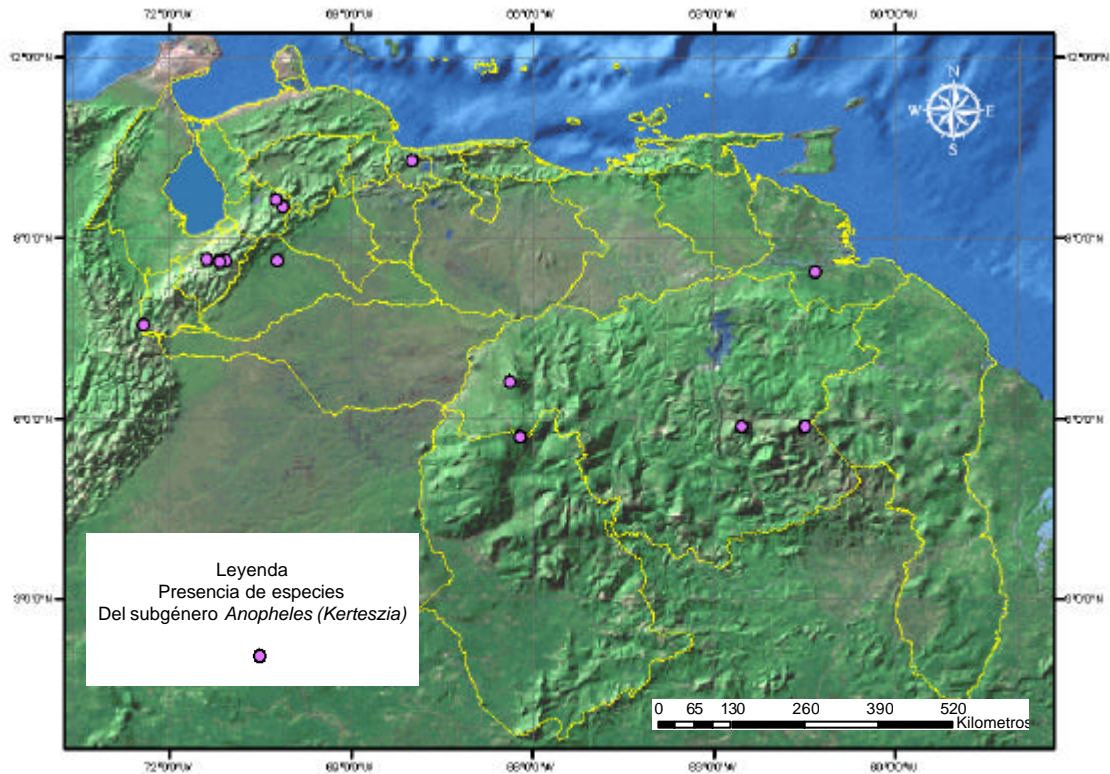 72°0'0"W 69°0'0"W 66°0'0"W 63°0'0"W 60°0'0"W
12°0'0"N 12°0'0"N
N
W E
S
9°0'0"N 9°0'0"N
6°0'0"N 6°0'0"N
Leyenda
Presencia de especies
Del subgénero Anopheles (Kerteszia)
3°0'0"N 3°0'0"N
0 65 130 260 390 520
Kilometros
72°0'0"W 69°0'0"W 66°0'0"W 63°0'0"W 60°0'0"W